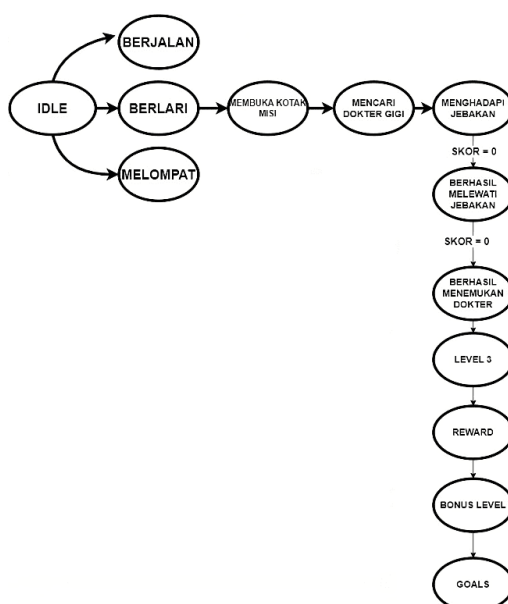 BERJALAN
IDLE
BERLARI
MEMBUKA KOTAK
MISI
MENCARI
DOKTER GIGI
MENGHADAPI
JEBAKAN
MELOMPAT
SKOR = 0
BERHASIL
MELEWATI
JEBAKAN
SKOR = 0
BERHASIL
MENEMUKAN
DOKTER
LEVEL 3
REWARD
BONUS LEVEL
GOALS